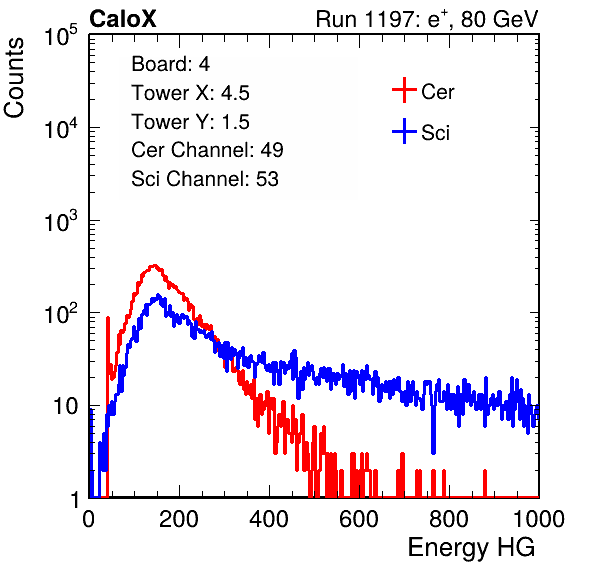 CaloX Run 1197: e⁺, 80 GeV
Counts
10⁵
10⁴
10³
10²
10
1
Board: 4
Tower X: 4.5
Tower Y: 1.5
Cer Channel: 49
Sci Channel: 53
Cer
Sci
0 200 400 600 800 1000
Energy HG